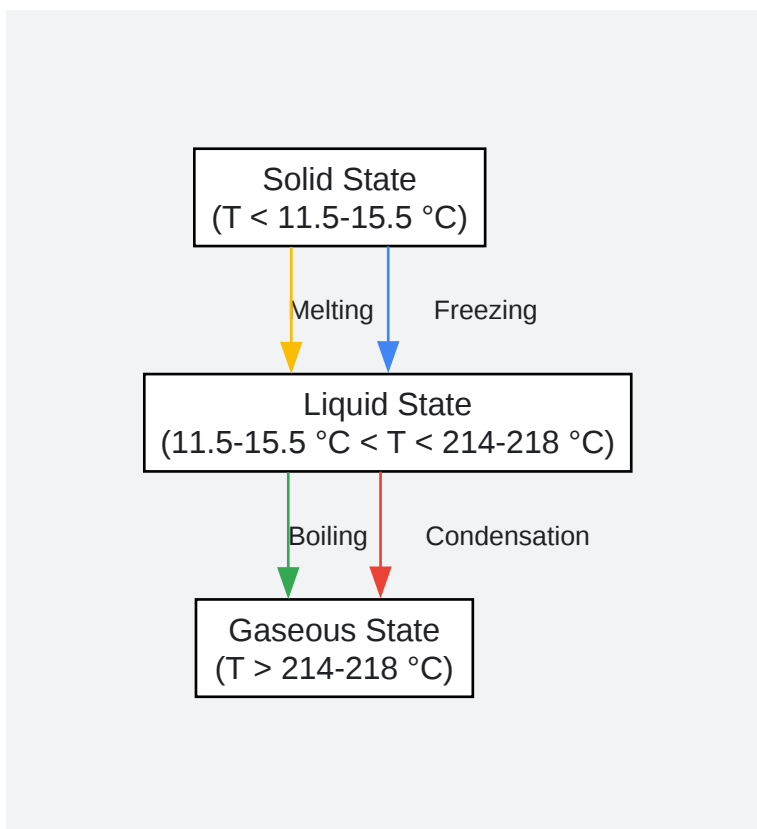 Solid State
(T < 11.5-15.5 °C)
Melting
Freezing
Liquid State
(11.5-15.5 °C < T < 214-218 °C)
Boiling
Condensation
Gaseous State
(T > 214-218 °C)